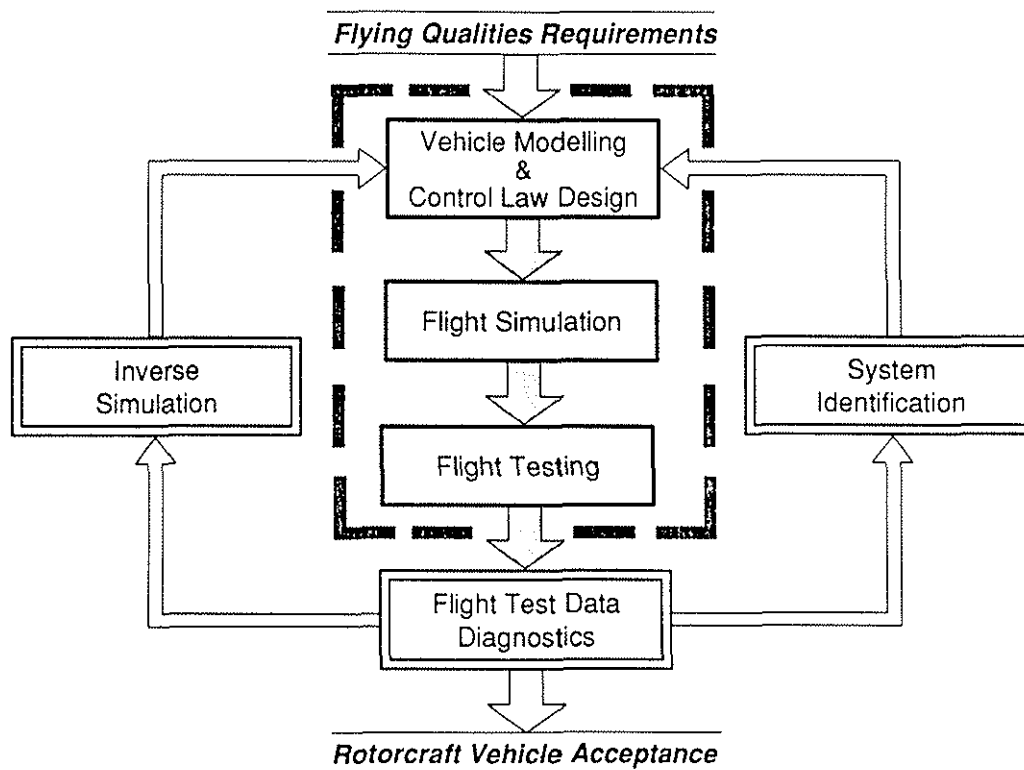 Flying Qualities Requirements
Vehicle Modelling
&
Control Law Design
Flight Simulation
Inverse
Simulation
System
Identification
Flight Testing
Flight Test Data
Diagnostics
Rotorcraft Vehicle Acceptance